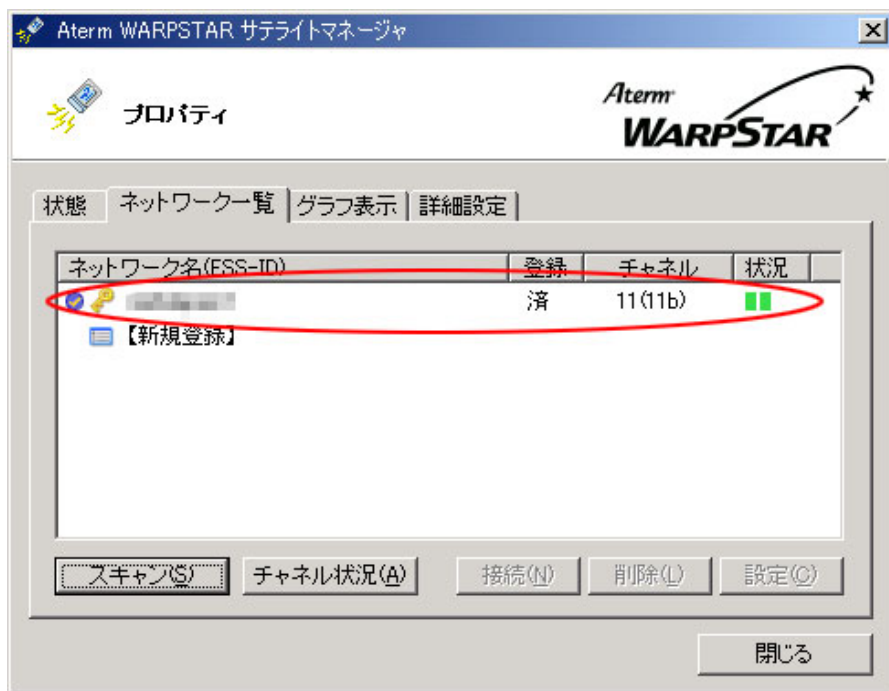 Aterm WARPSTAR サテライトマネージャ
プロパティ
Aterm
WARPSTAR
状態 ネットワーク一覧 グラフ表示 詳細設定
ネットワーク名(ESS-ID) 登録 チャネル 状況
済 11(11b)
【新規登録】
スキャン(S) チャネル状況(A) 接続(N) 削除(L) 設定(C)
閉じる